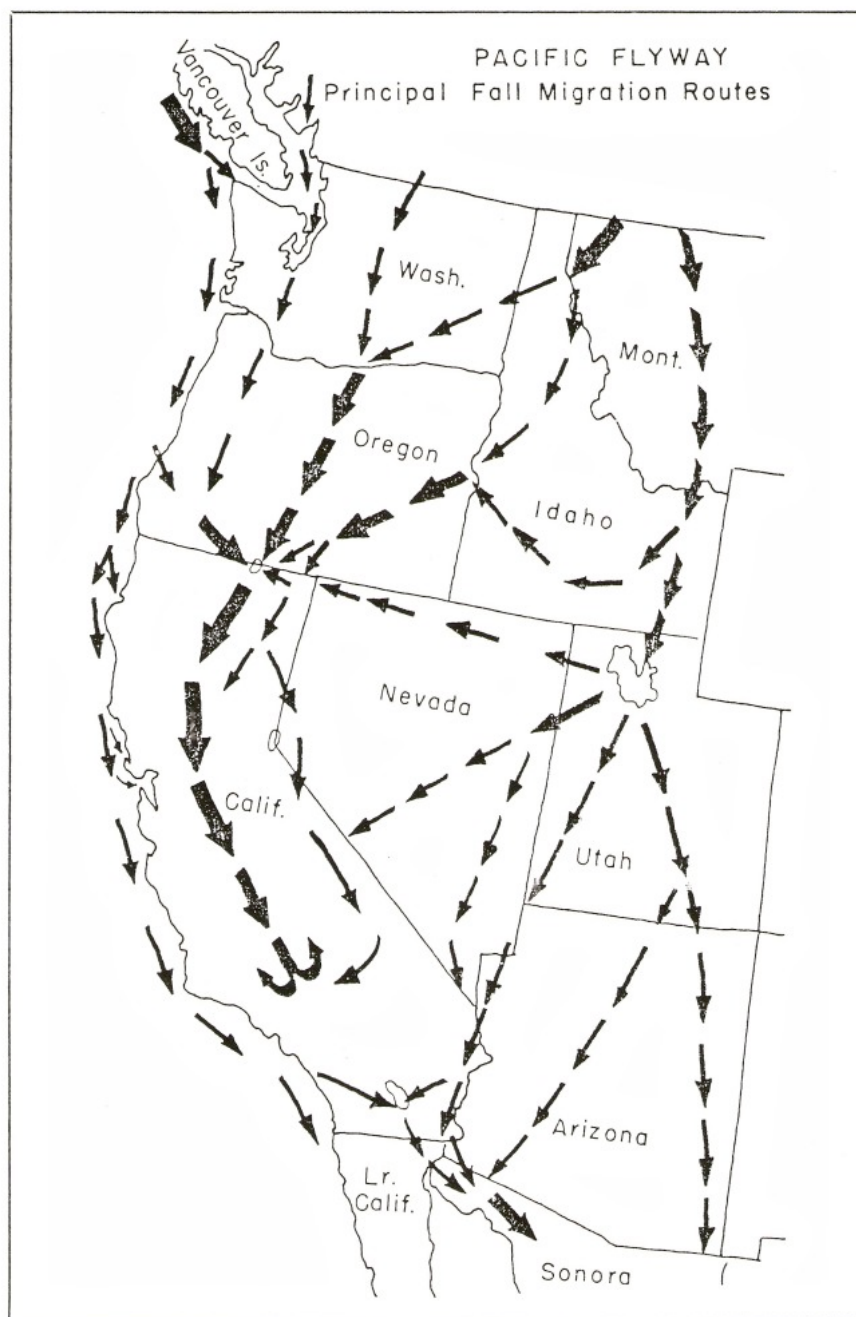 PACIFIC FLYWAY
Principal Fall Migration Routes
Vancouver Is.
Wash.
Mont.
Oregon
Idaho
Nevada
Calif.
Utah
Arizona
Lr.
Calif.
Sonora